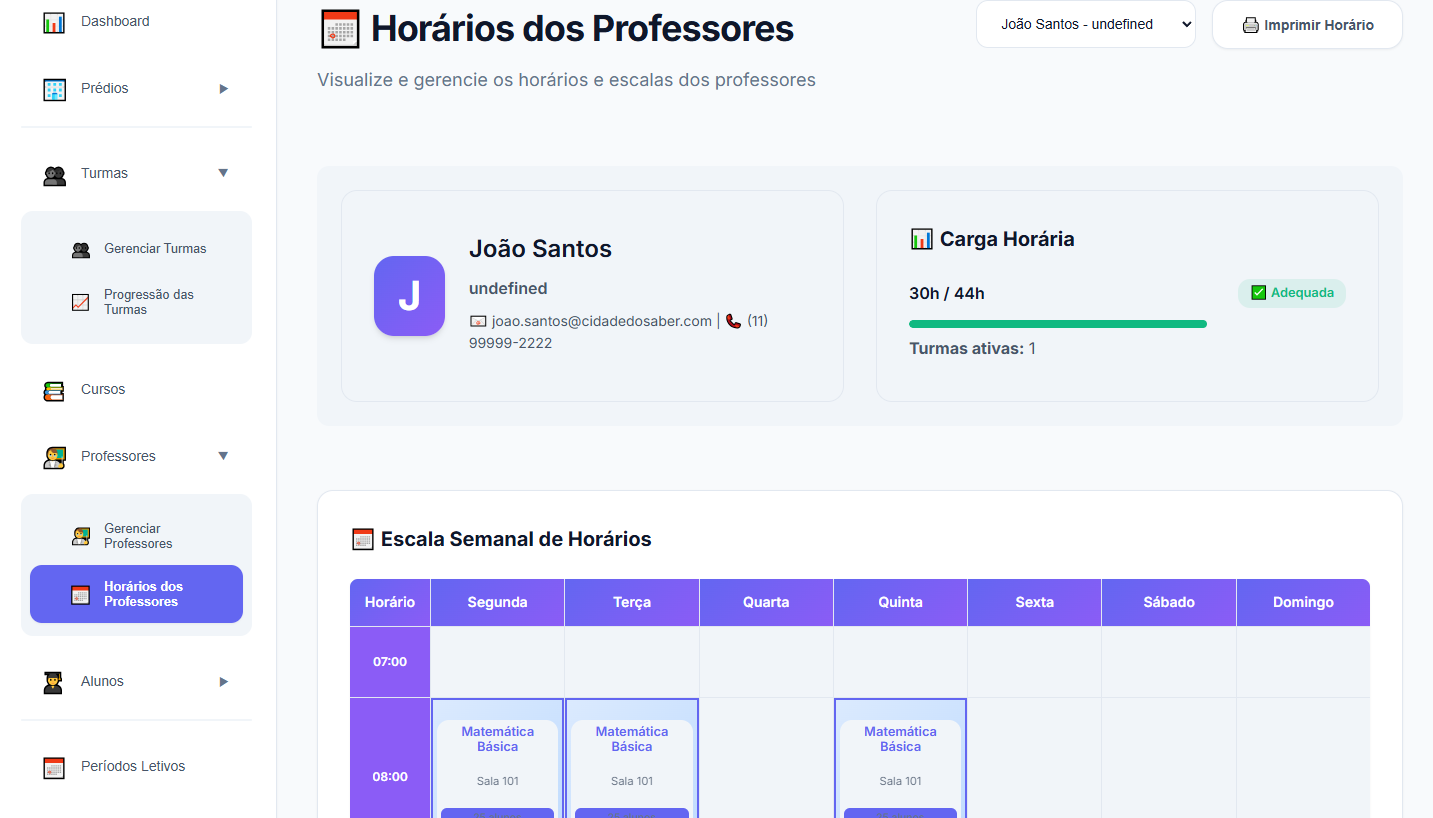 Dashboard
Prédios
Turmas
Gerenciar Turmas
Progressão das
Turmas
Cursos
Professores
Gerenciar
Professores
Horários dos
Professores
Alunos
Períodos Letivos
Horários dos Professores
João Santos - undefined
Imprimir Horário
Visualize e gerencie os horários e escalas dos professores
J
João Santos
undefined
joao.santos@cidadedosaber.com | (11)
99999-2222
Carga Horária
30h / 44h
Adequada
Turmas ativas: 1
Escala Semanal de Horários
Horário Segunda Terça Quarta Quinta Sexta Sábado Domingo
07:00
08:00
Matemática
Básica
Sala 101
Matemática
Básica
Sala 101
Matemática
Básica
Sala 101